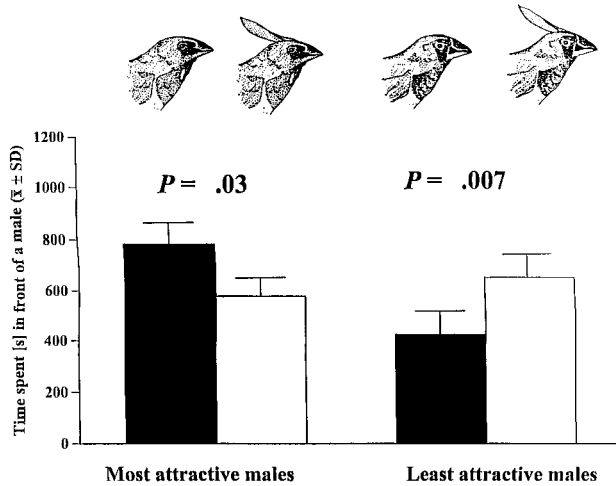 1200
1000
800
600
400
200
0
Time spent [s] in front of a male (x̄ ± SD)
P = .03
P = .007
Most attractive males
Least attractive males